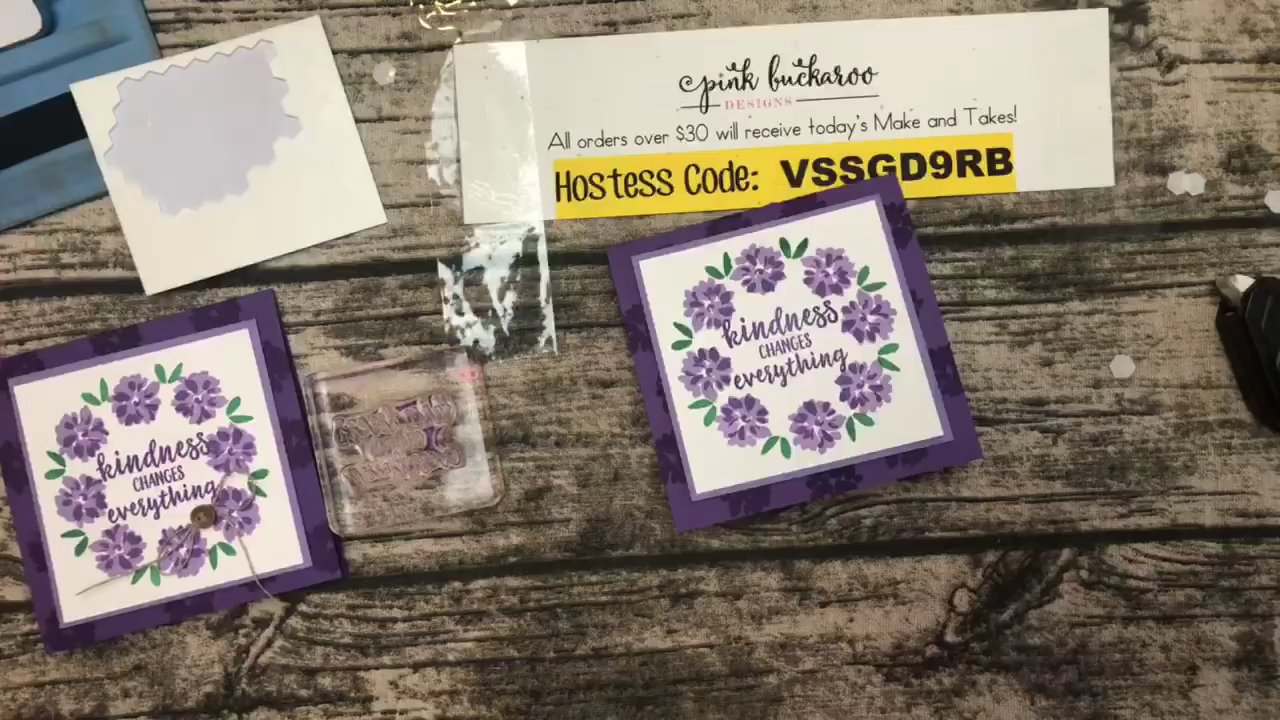 pink buckaroo
DESIGNS
All orders over $30 will receive today's Make and Takes!
Hostess Code: VSSGD9RB
kindness
CHANGES
everything
kindness
CHANGES
everything